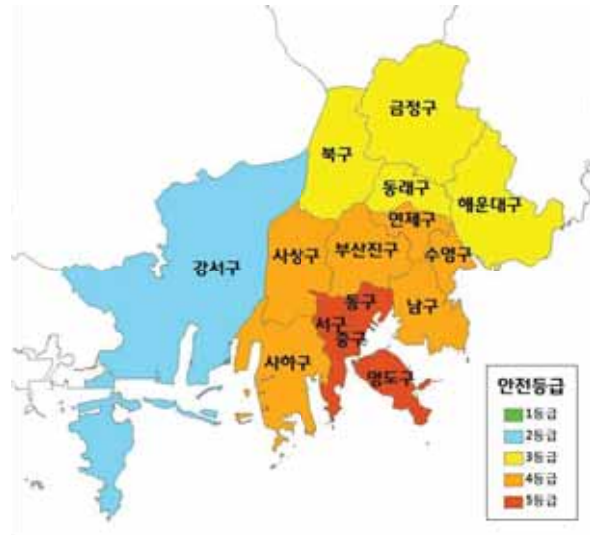 금정구
북구
동래구
해운대구
연제구
사상구
부산진구
수영구
강서구
동구
남구
서구
중구
사하구
영도구
안전등급
1등급
2등급
3등급
4등급
5등급